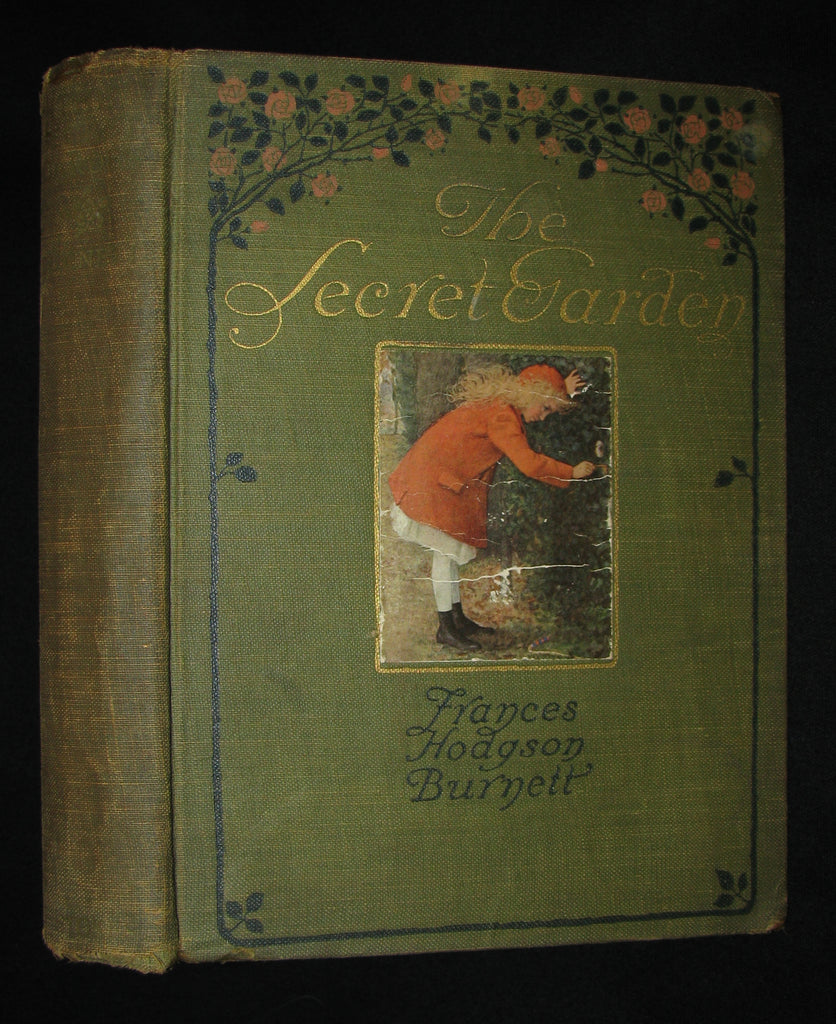 The
Secret Garden
Frances
Hodgson
Burnett